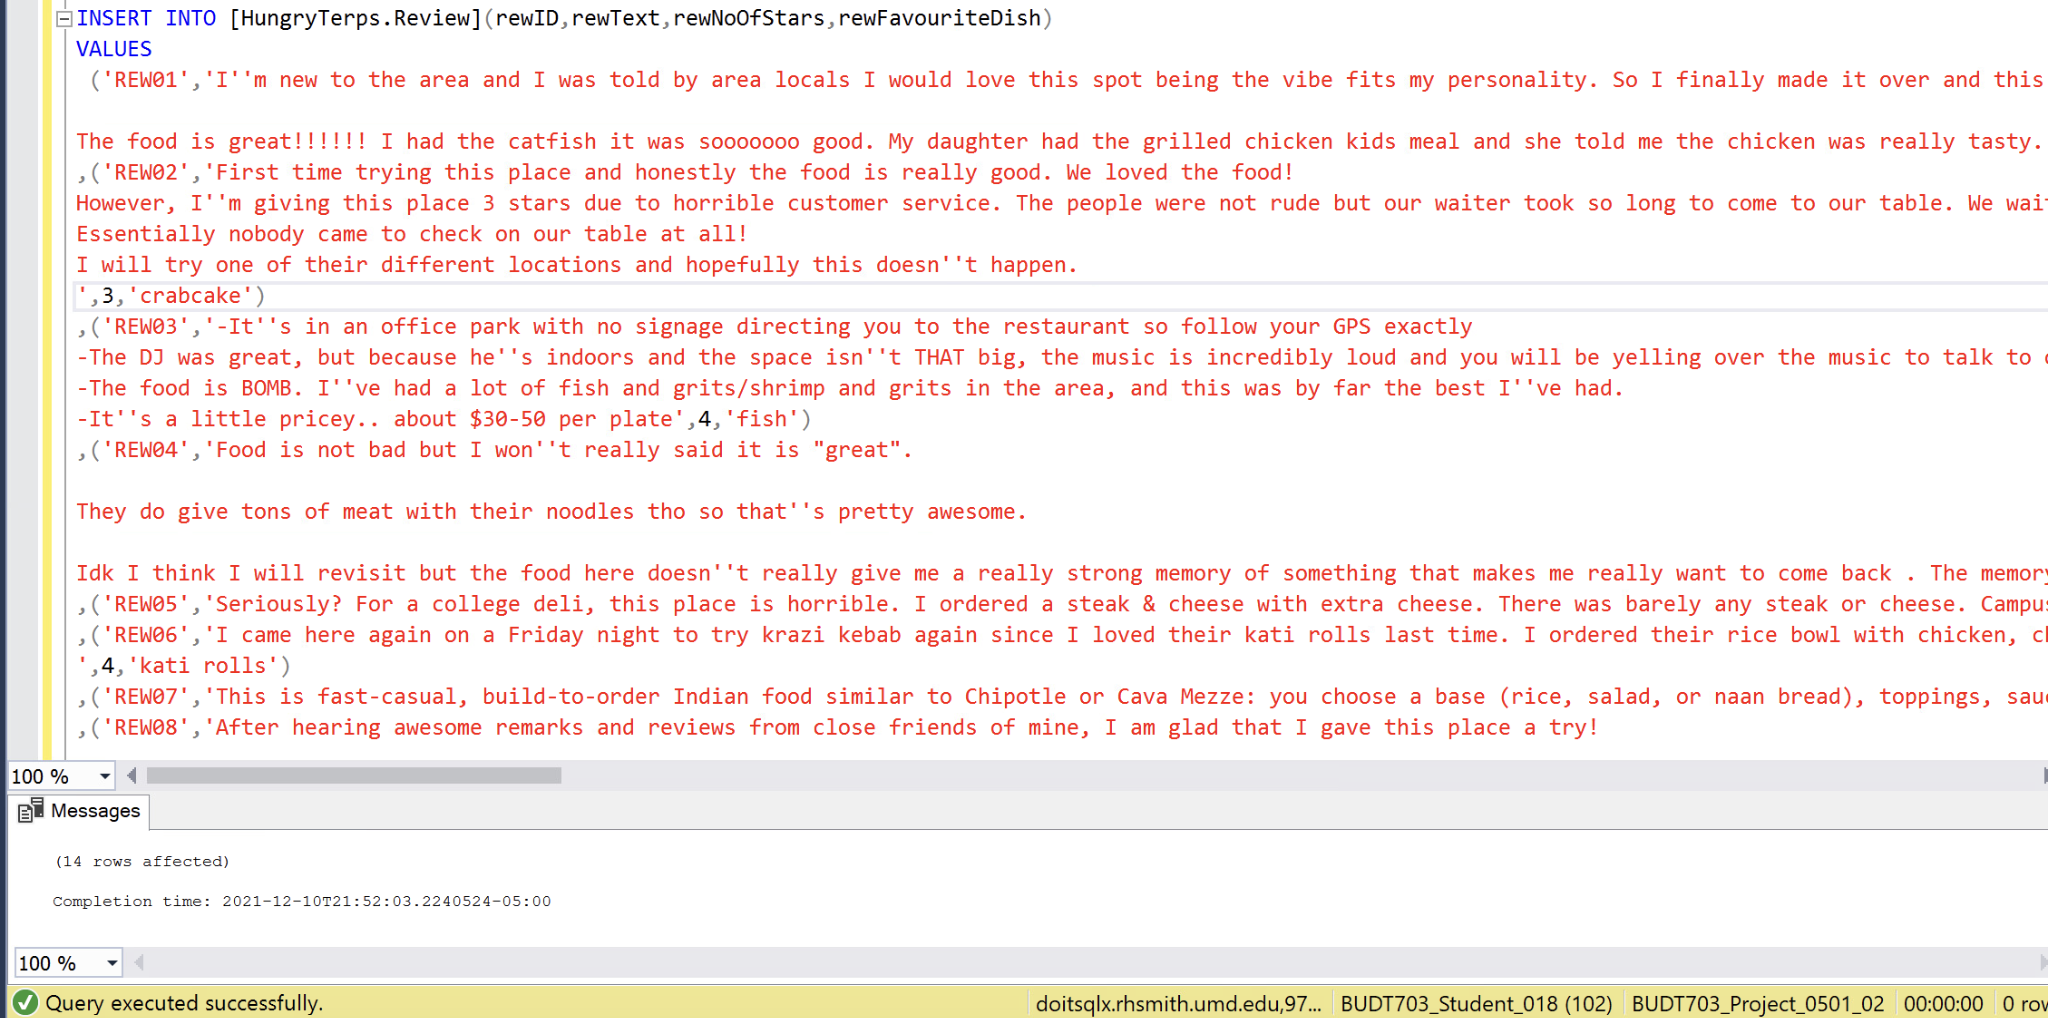 INSERT INTO [HungryTerps.Review](rewID,rewText,rewNoOfStars,rewFavouriteDish)
VALUES
('REW01','I''m new to the area and I was told by area locals I would love this spot being the vibe fits my personality. So I finally made it over and this
The food is great!!!!!! I had the catfish it was sooooooo good. My daughter had the grilled chicken kids meal and she told me the chicken was really tasty.
,('REW02','First time trying this place and honestly the food is really good. We loved the food!
However, I''m giving this place 3 stars due to horrible customer service. The people were not rude but our waiter took so long to come to our table. We
Essentially nobody came to check on our table at all!
I will try one of their different locations and hopefully this doesn''t happen.
',3,'crabcake')
,('REW03','-It''s in an office park with no signage directing you to the restaurant so follow your GPS exactly
-The DJ was great, but because he''s indoors and the space isn''t THAT big, the music is incredibly loud and you will be yelling over the music to talk to
-The food is BOMB. I''ve had a lot of fish and grits/shrimp and grits in the area, and this was by far the best I''ve had.
-It''s a little pricey.. about $30-50 per plate',4,'fish')
,('REW04','Food is not bad but I won''t really said it is "great".
They do give tons of meat with their noodles tho so that''s pretty awesome.
Idk I think I will revisit but the food here doesn''t really give me a really strong memory of something that makes me really want to come back . The memory
,('REW05','Seriously? For a college deli, this place is horrible. I ordered a steak & cheese with extra cheese. There was barely any steak or cheese.
,('REW06','I came here again on a Friday night to try krazi kebab again since I loved their kati rolls last time. I ordered their rice bowl with chicken,
',4,'kati rolls')
,('REW07','This is fast-casual, build-to-order Indian food similar to Chipotle or Cava Mezze: you choose a base (rice, salad, or naan bread), toppings,
,('REW08','After hearing awesome remarks and reviews from close friends of mine, I am glad that I gave this place a try!
100 %
Messages
(14 rows affected)
Completion time: 2021-12-10T21:52:03.2240524-05:00
100 %
Query executed successfully.
doitsqlx.rhsmith.umd.edu,97...
BUDT703_Student_018 (102)
BUDT703_Project_0501_02
00:00:00
0